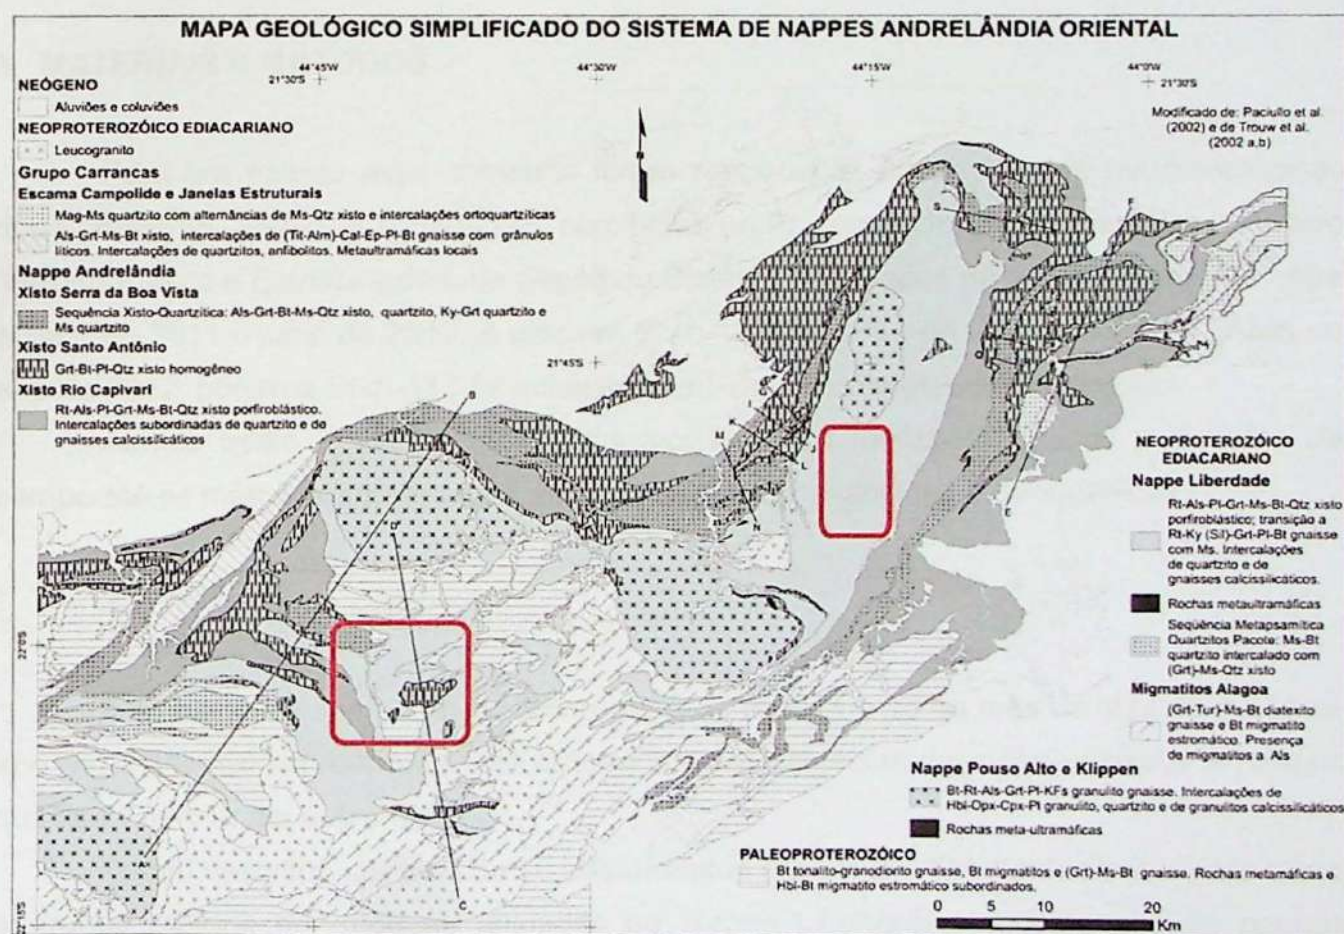 MAPA GEOLÓGICO SIMPLIFICADO DO SISTEMA DE NAPPES ANDRELÂNDIA ORIENTAL
44°45'W
44°30'W
44°15'W
44°0'W
21°30'S
21°30'S
NEÓGENO
Aluviões e coluviões
NEOPROTEROZÓICO EDIACARIANO
Leucogranito
Grupo Carrancas
Escama Campolide e Janelas Estruturais
Mag-Ms quartzito com alternâncias de Ms-Qtz xisto e intercalações ortoquartzíticas
Als-Grt-Ms-Bt xisto, intercalações de (Tit-Alm)-Cal-Ep-Pl-Bt gnaisse com grânulos
líticos. Intercalações de quartzitos, anfibolitos. Metaultramáficas locais
Nappe Andrelândia
Xisto Serra da Boa Vista
Sequência Xisto-Quartzítica: Als-Grt-Bt-Ms-Qtz xisto, quartzito, Ky-Grt quartzito e
Ms quartzito
Xisto Santo Antônio
Grt-Bt-Pl-Qtz xisto homogêneo
Xisto Rio Capivari
Rt-Als-Pl-Grt-Ms-Bt-Qtz xisto porfiroblástico.
Intercalações subordinadas de quartzito e de
gnaisses calcissilicáticos
Modificado de: Paciullo et al.
(2002) e de Trouw et al.
(2002 a,b)
N
S
F
21°45'S
B
I
K
J
L
M
N
E
D
A
C
22°0'S
22°15'S
NEOPROTEROZÓICO
EDIACARIANO
Nappe Liberdade
Rt-Als-Pl-Grt-Ms-Bt-Qtz xisto
porfiroblástico; transição a
Rt-Ky (Sil)-Grt-Pl-Bt gnaisse
com Ms. Intercalações
de quartzito e de
gnaisses calcissilicáticos.
Rochas metaultramáficas
Seqüência Metapsamítica
Quartzitos Pacote: Ms-Bt
quartzito intercalado com
(Grt)-Ms-Qtz xisto
Migmatitos Alagoa
(Grt-Tur)-Ms-Bt diatexito
gnaisse e Bt migmatito
estromático. Presença
de migmatitos a Als
Nappe Pouso Alto e Klippen
Bt-Rt-Als-Grt-Pl-KFs granulito gnaisse. Intercalações de
Hbl-Opx-Cpx-Pl granulito, quartzito e de granulitos calcissilicáticos
Rochas meta-ultramáficas
PALEOPROTEROZÓICO
Bt tonalito-granodiorito gnaisse, Bt migmatitos e (Grt)-Ms-Bt gnaisse. Rochas metamáficas e
Hbl-Bt migmatito estromático subordinados.
0 5 10 20
Km